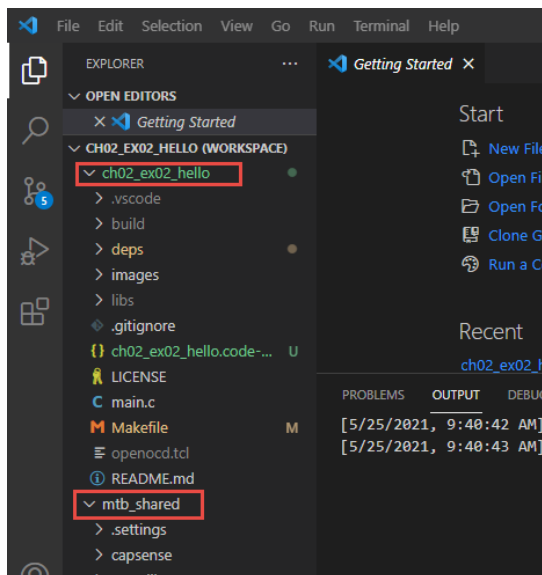 File Edit Selection View Go Run Terminal Help
EXPLORER ...
Getting Started
OPEN EDITORS
Getting Started
CH02_EX02_HELLO (WORKSPACE)
ch02_ex02_hello
.vscode
build
deps
images
libs
.gitignore
ch02_ex02_hello.code-... U
LICENSE
main.c
Makefile M
openocd.tcl
README.md
mtb_shared
.settings
capsense
5
Start
New File
Open Fi
Open Fo
Clone G
Run a C
Recent
ch02_ex02_h
PROBLEMS OUTPUT DEBUG
[5/25/2021, 9:40:42 AM]
[5/25/2021, 9:40:43 AM]